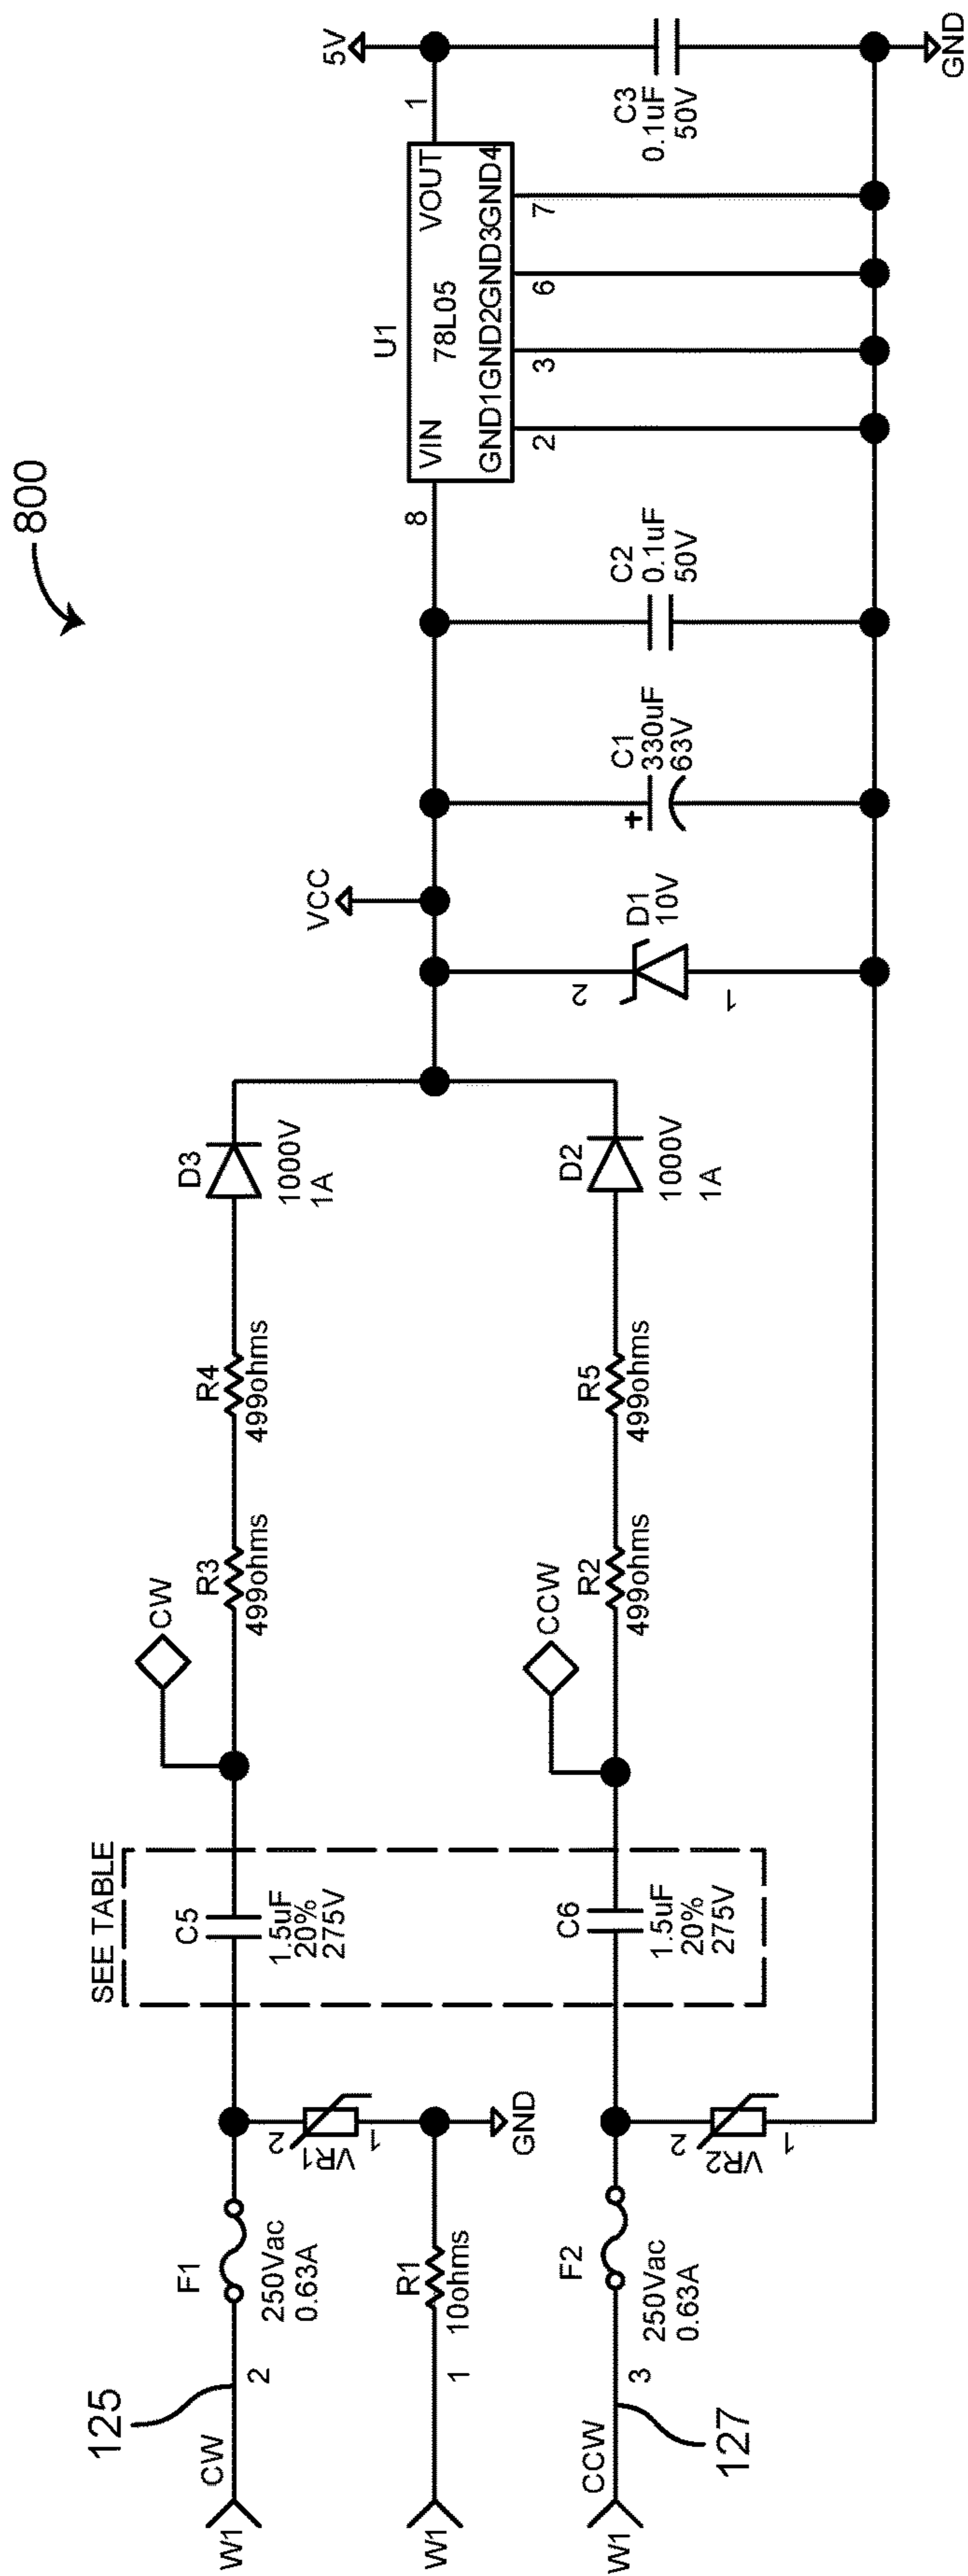 800
125
W1
CW
2
F1
250Vac
0.63A
VR1
2
1
GND
W1
1
R1
10ohms
127
W1
CCW
3
F2
250Vac
0.63A
VR2
2
1
SEE TABLE
C5
1.5uF
20%
275V
C6
1.5uF
20%
275V
CW
R3
499ohms
R4
499ohms
D3
1000V
1A
CCW
R2
499ohms
R5
499ohms
D2
1000V
1A
VCC
2
1
D1
10V
+
C1
330uF
63V
C2
0.1uF
50V
U1
8
VIN
78L05
VOUT
1
GND1GND2GND3GND4
2
3
6
7
5V
C3
0.1uF
50V
GND